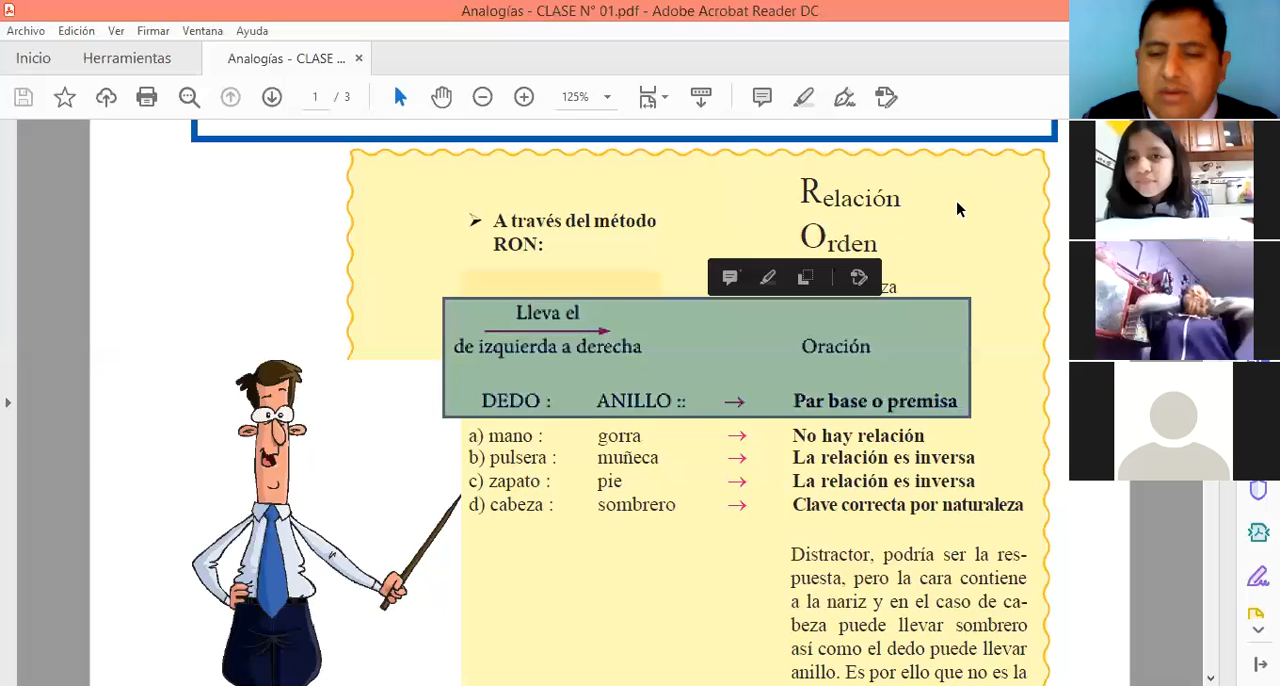 Analogías - CLASE N° 01.pdf - Adobe Acrobat Reader DC
Archivo Edición Ver Firmar Ventana Ayuda
Inicio Herramientas Analogías - CLASE ... ×
1 / 3 125%
A través del método
RON:
Relación
Orden
za
Lleva el
de izquierda a derecha Oración
DEDO : ANILLO :: → Par base o premisa
a) mano : gorra → No hay relación
b) pulsera : muñeca → La relación es inversa
c) zapato : pie → La relación es inversa
d) cabeza : sombrero → Clave correcta por naturaleza
Distractor, podría ser la res-
puesta, pero la cara contiene
a la nariz y en el caso de ca-
beza puede llevar sombrero
así como el dedo puede llevar
anillo. Es por ello que no es la